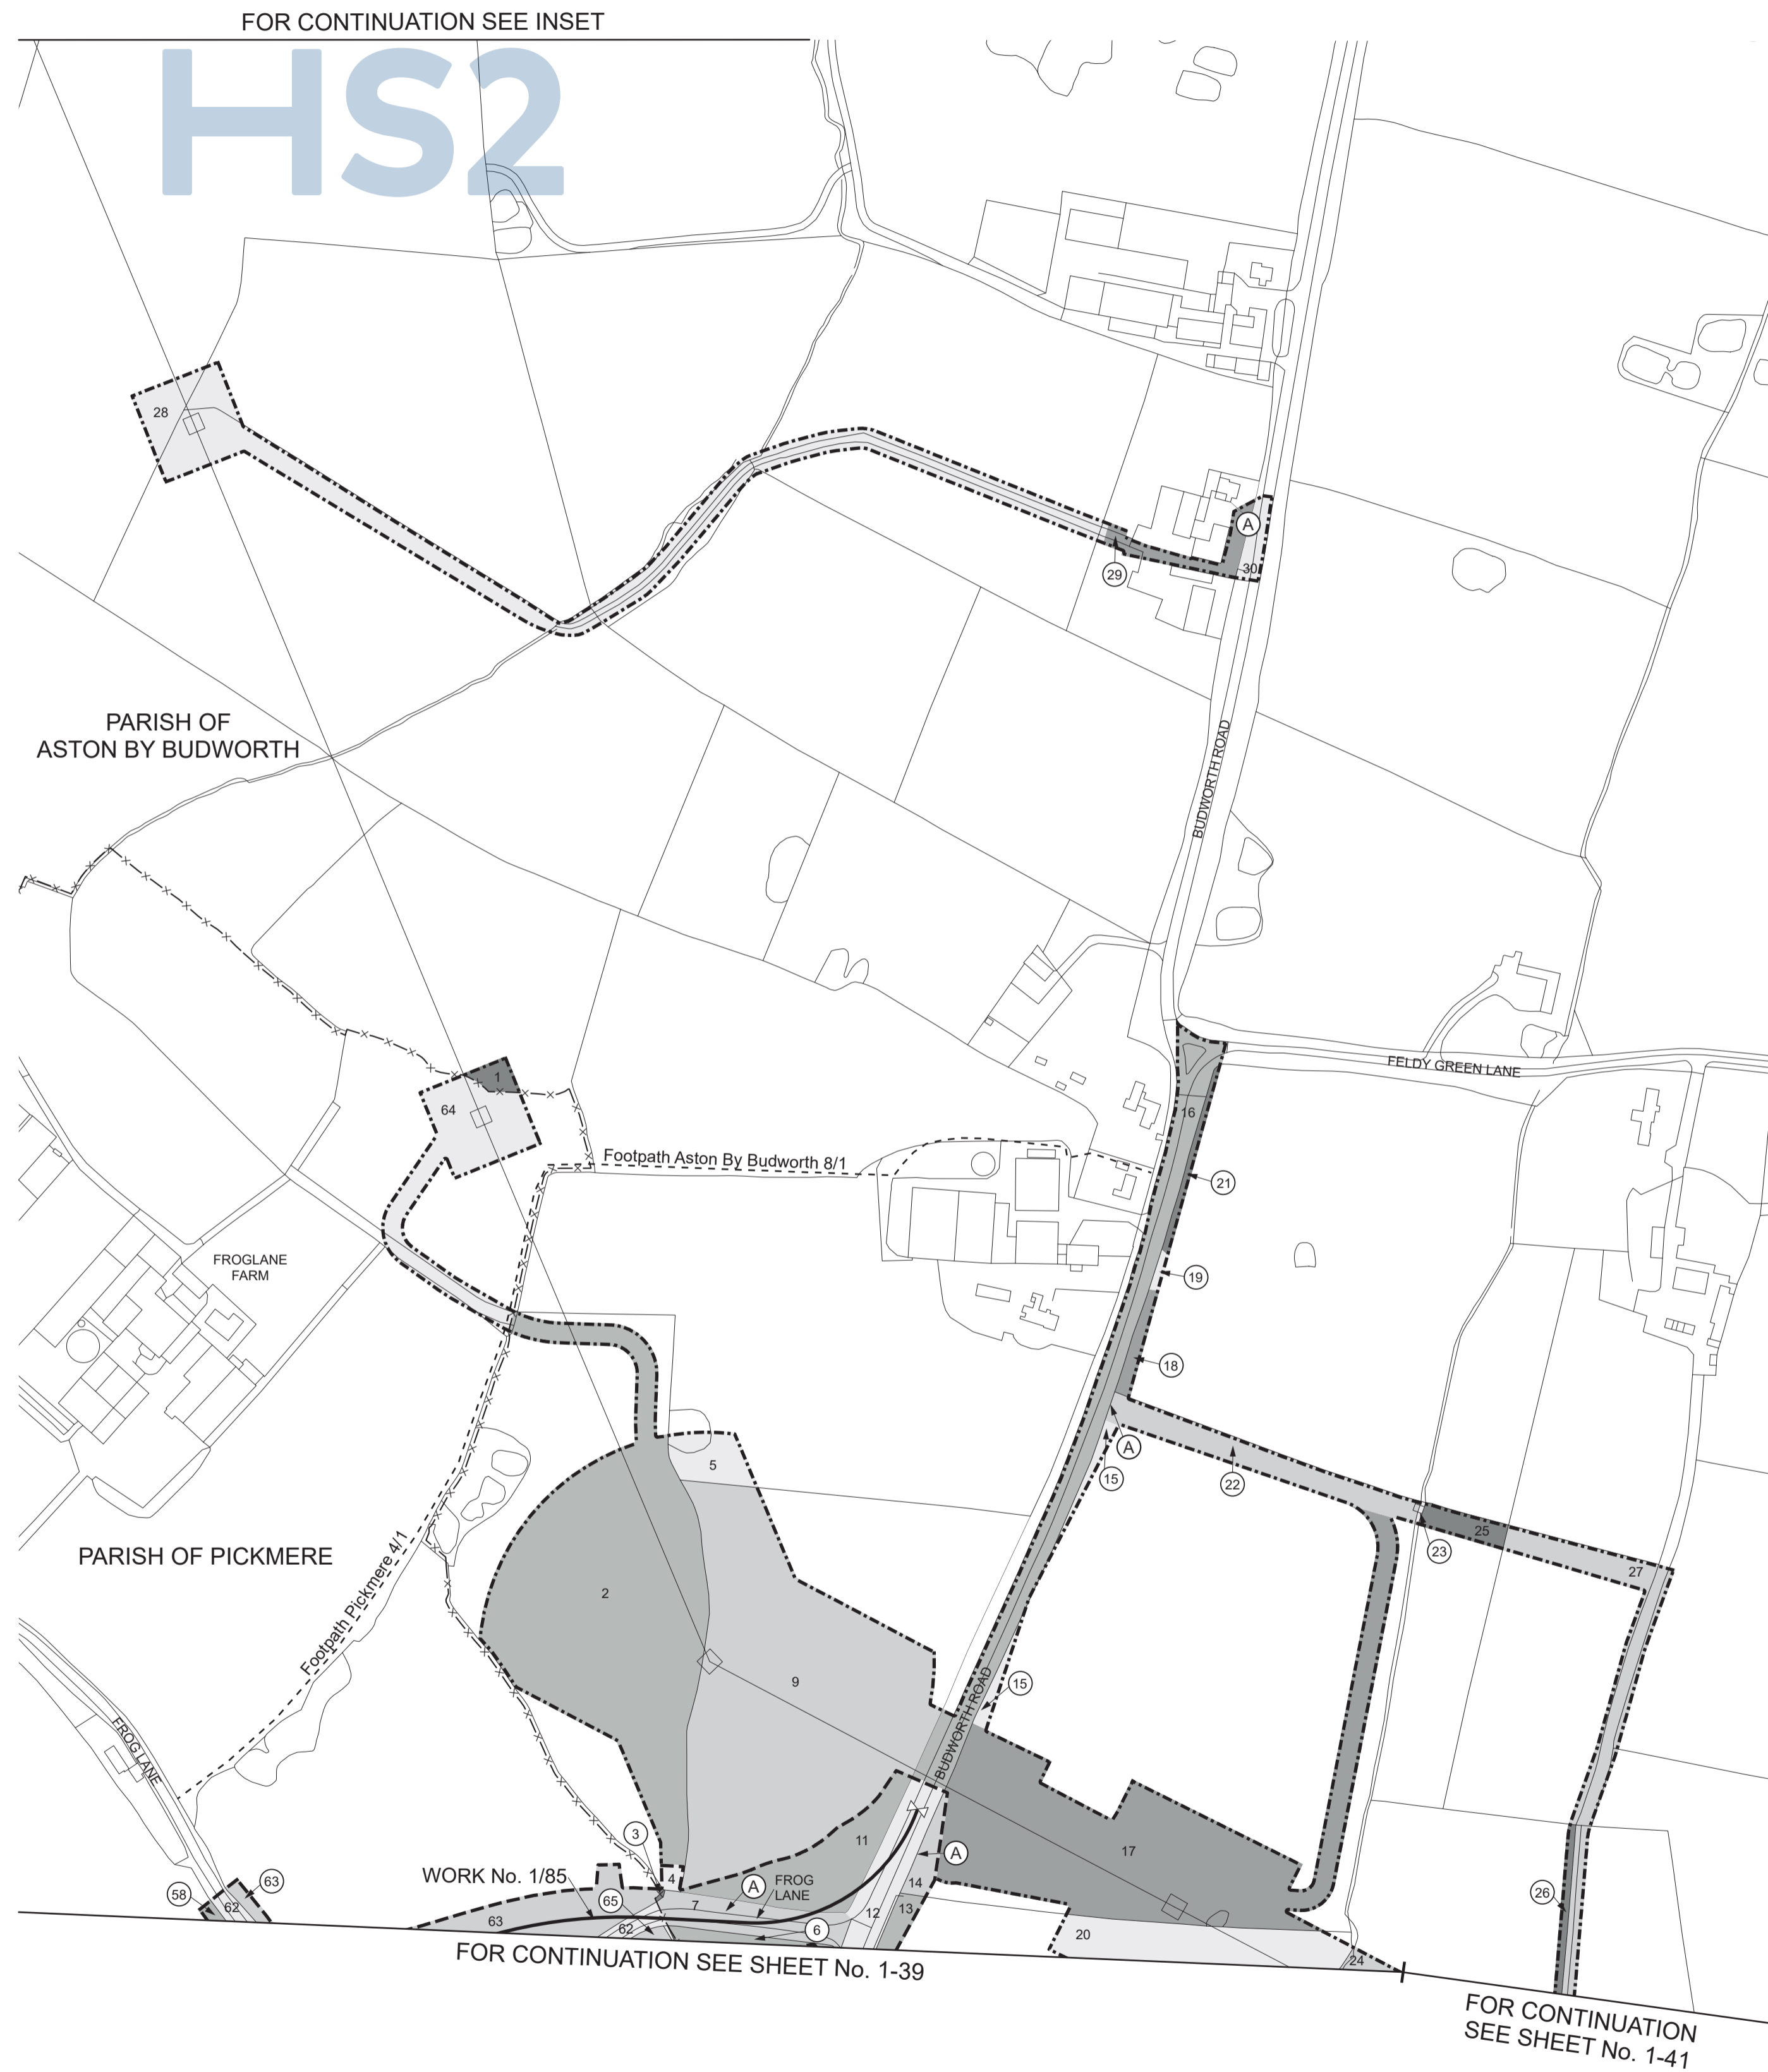 FOR CONTINUATION SEE INSET
HS2
28
A
29
30
PARISH OF
ASTON BY BUDWORTH
BUDWORTH ROAD
FELDY GREEN LANE
1
64
16
Footpath Aston By Budworth 8/1
21
FROGLANE
FARM
19
18
A
15
22
5
25
23
27
PARISH OF PICKMERE
2
Footpath Pickmere 4/1
9
15
BUDWORTH ROAD
FROG LANE
3
11
17
A
WORK No. 1/85
4
A
FROG
LANE
14
63
58
62
65
7
12
13
26
63
62
6
20
24
FOR CONTINUATION SEE SHEET No. 1-39
FOR CONTINUATION
SEE SHEET No. 1-41